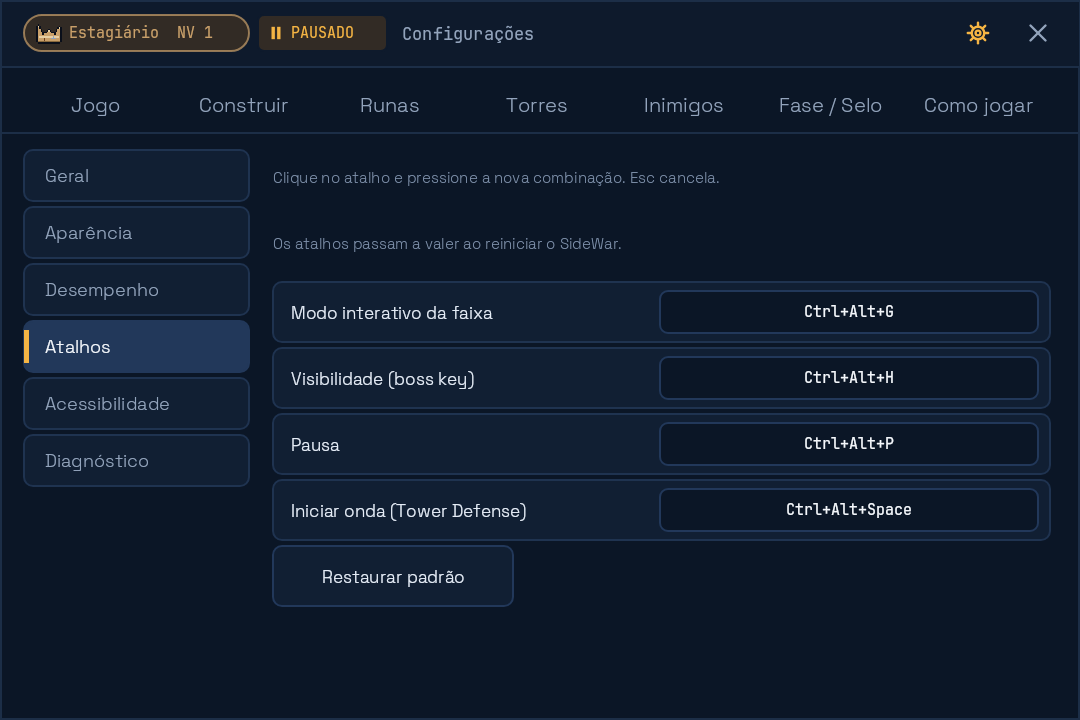 Estagiário NV 1 PAUSADO Configurações
Jogo Construir Runas Torres Inimigos Fase / Selo Como jogar
Geral
Aparência
Desempenho
Atalhos
Acessibilidade
Diagnóstico
Clique no atalho e pressione a nova combinação. Esc cancela.
Os atalhos passam a valer ao reiniciar o SideWar.
Modo interativo da faixa Ctrl+Alt+G
Visibilidade (boss key) Ctrl+Alt+H
Pausa Ctrl+Alt+P
Iniciar onda (Tower Defense) Ctrl+Alt+Space
Restaurar padrão